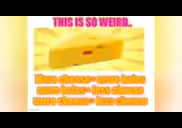 THIS IS SO WEIRD..
More cheese= more holes
more holes= less cheese
more cheese= less cheese